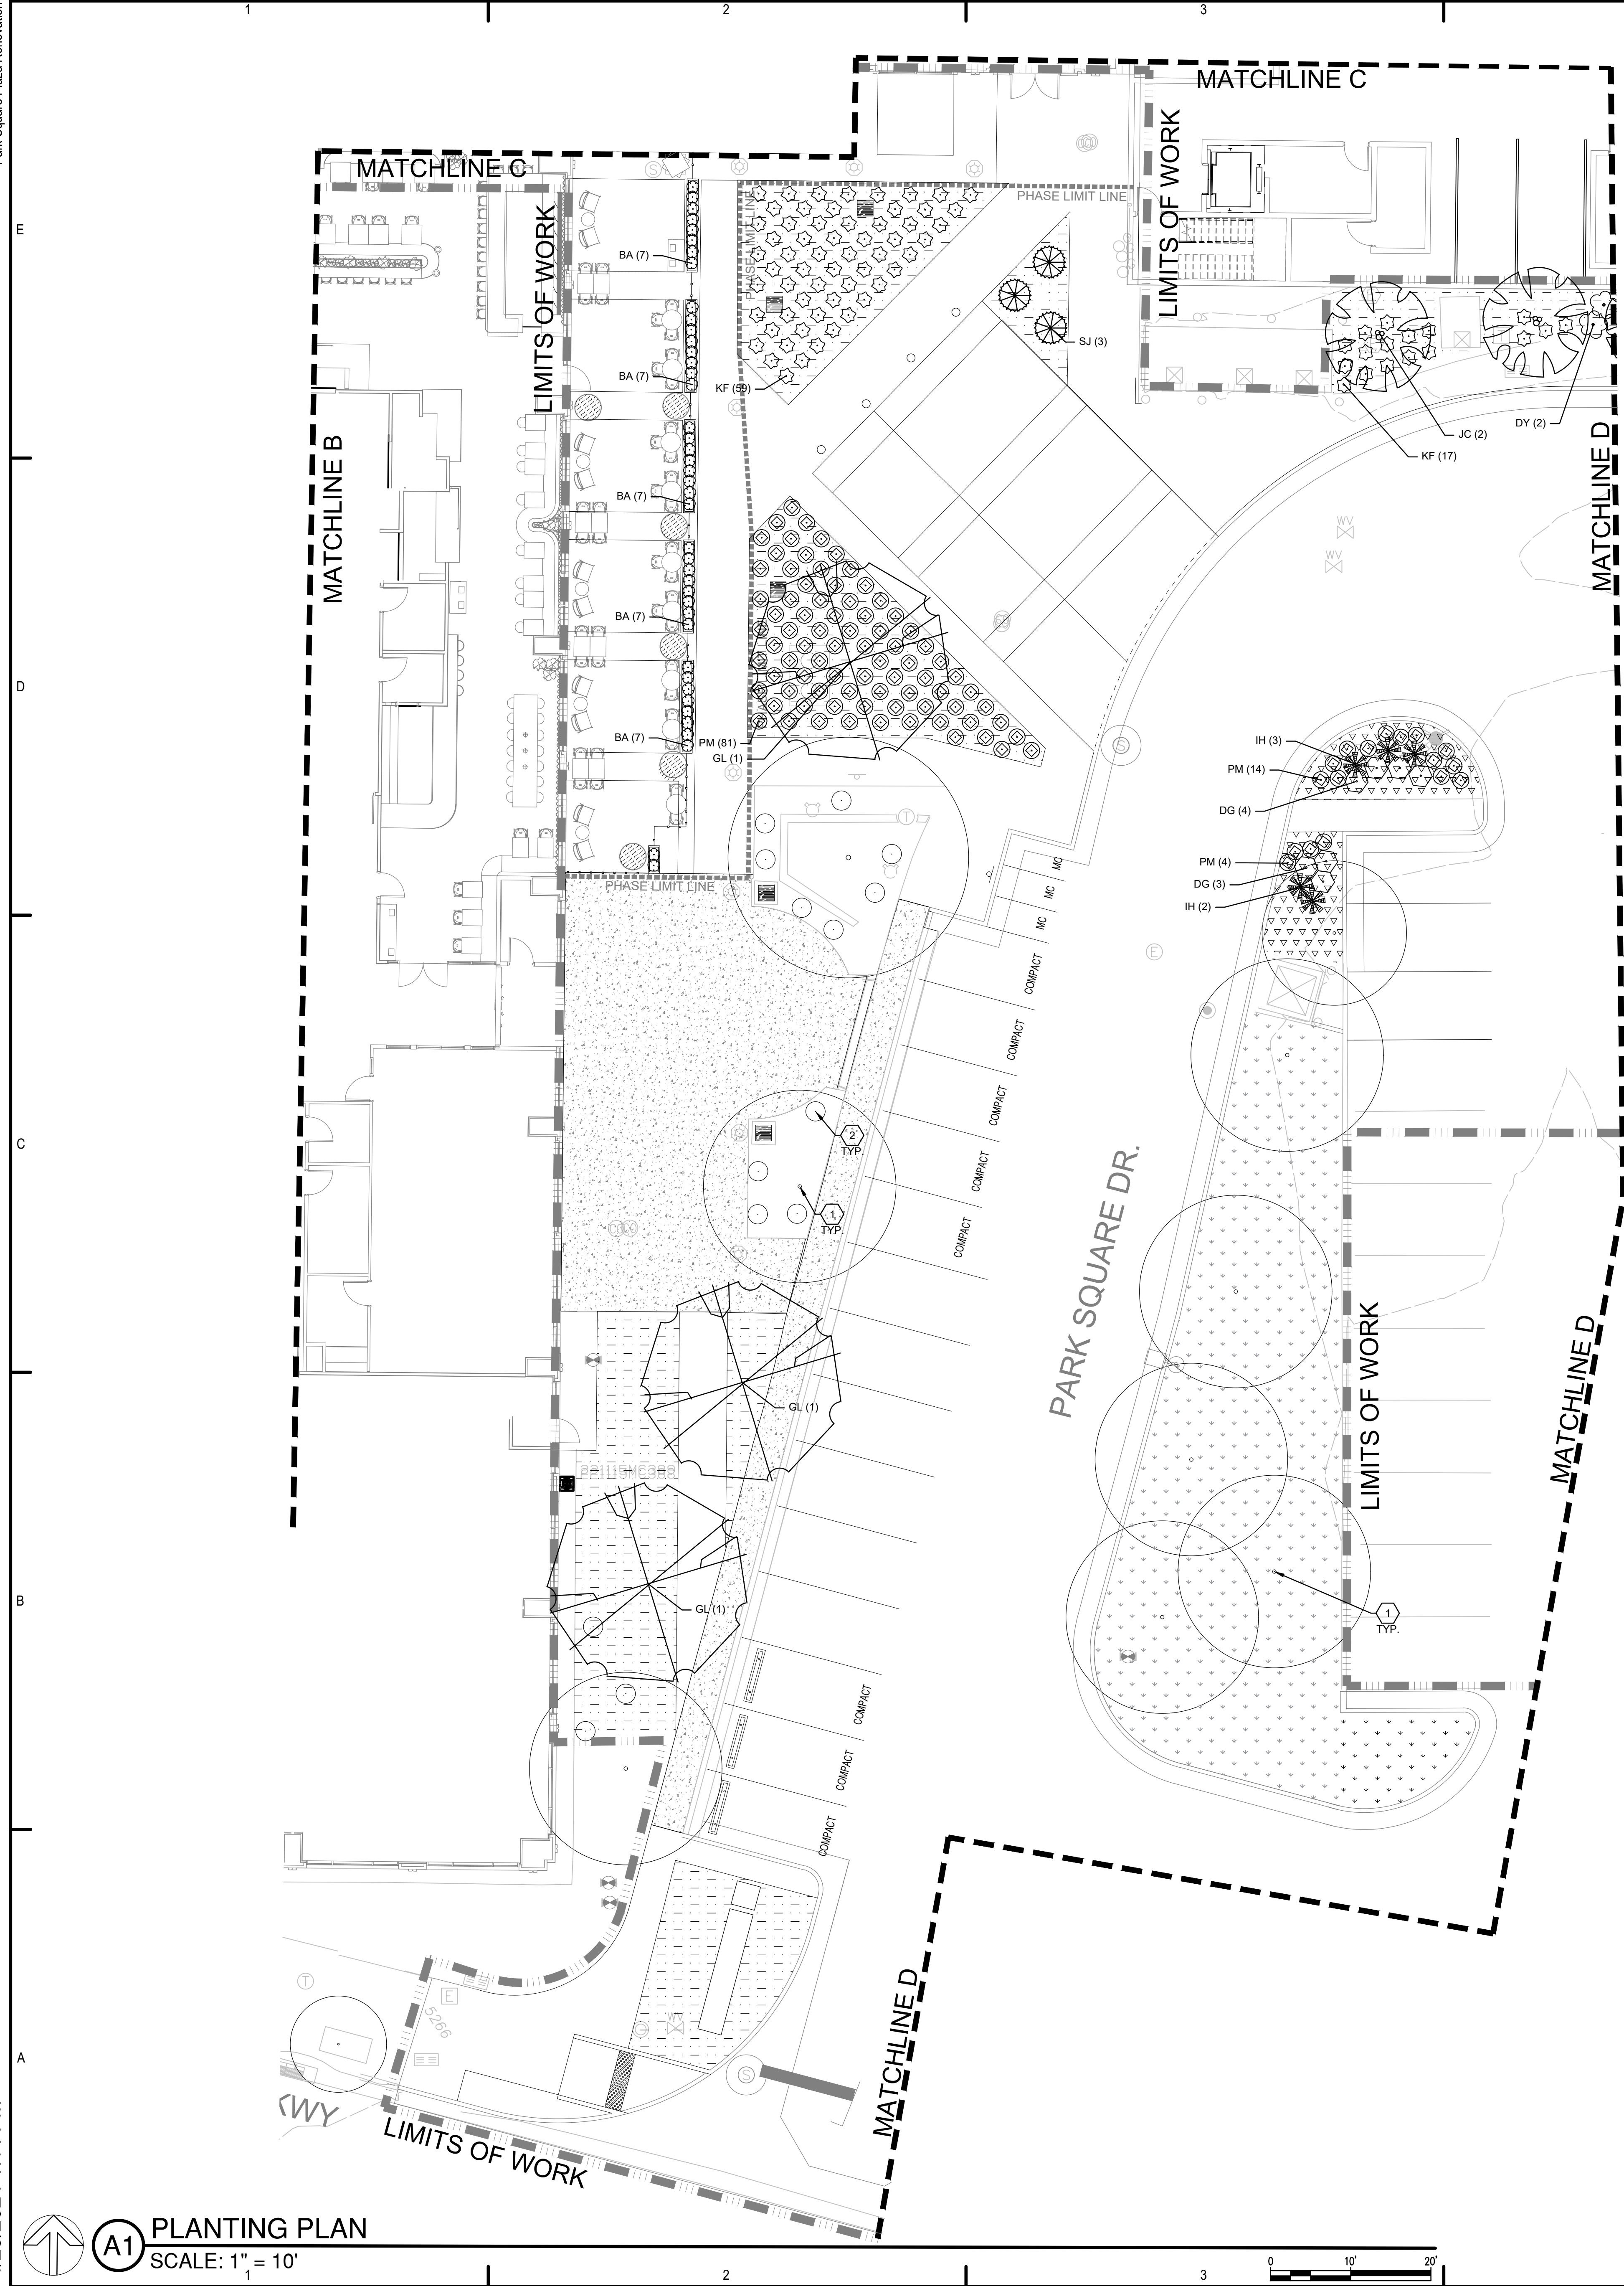 1
2
3
MATCHLINE C
MATCHLINE C
LIMITS OF WORK
LIMITS OF WORK
PHASE LIMIT LINE
PHASE LIMIT LINE
E
S
BA (7)
BA (7)
KF (59)
SJ (3)
DY (2)
JC (2)
KF (17)
MATCHLINE B
MATCHLINE D
BA (7)
WV
WV
BA (7)
D
BA (7)
PM (81)
GL (1)
S
IH (3)
PM (14)
DG (4)
T
PM (4)
DG (3)
IH (2)
MC
MC
MC
PHASE LIMIT LINE
E
COMPACT
COMPACT
COMPACT
COMPACT
COMPACT
C
2
TYP.
1
TYP.
PARK SQUARE DR.
LIMITS OF WORK
MATCHLINE D
GL (1)
GL (1)
B
1
TYP.
COMPACT
COMPACT
COMPACT
MATCHLINE D
T
E
5266
WV
S
A
KWY
LIMITS OF WORK
A1
PLANTING PLAN
SCALE: 1" = 10'
0 10' 20'
1
2
3